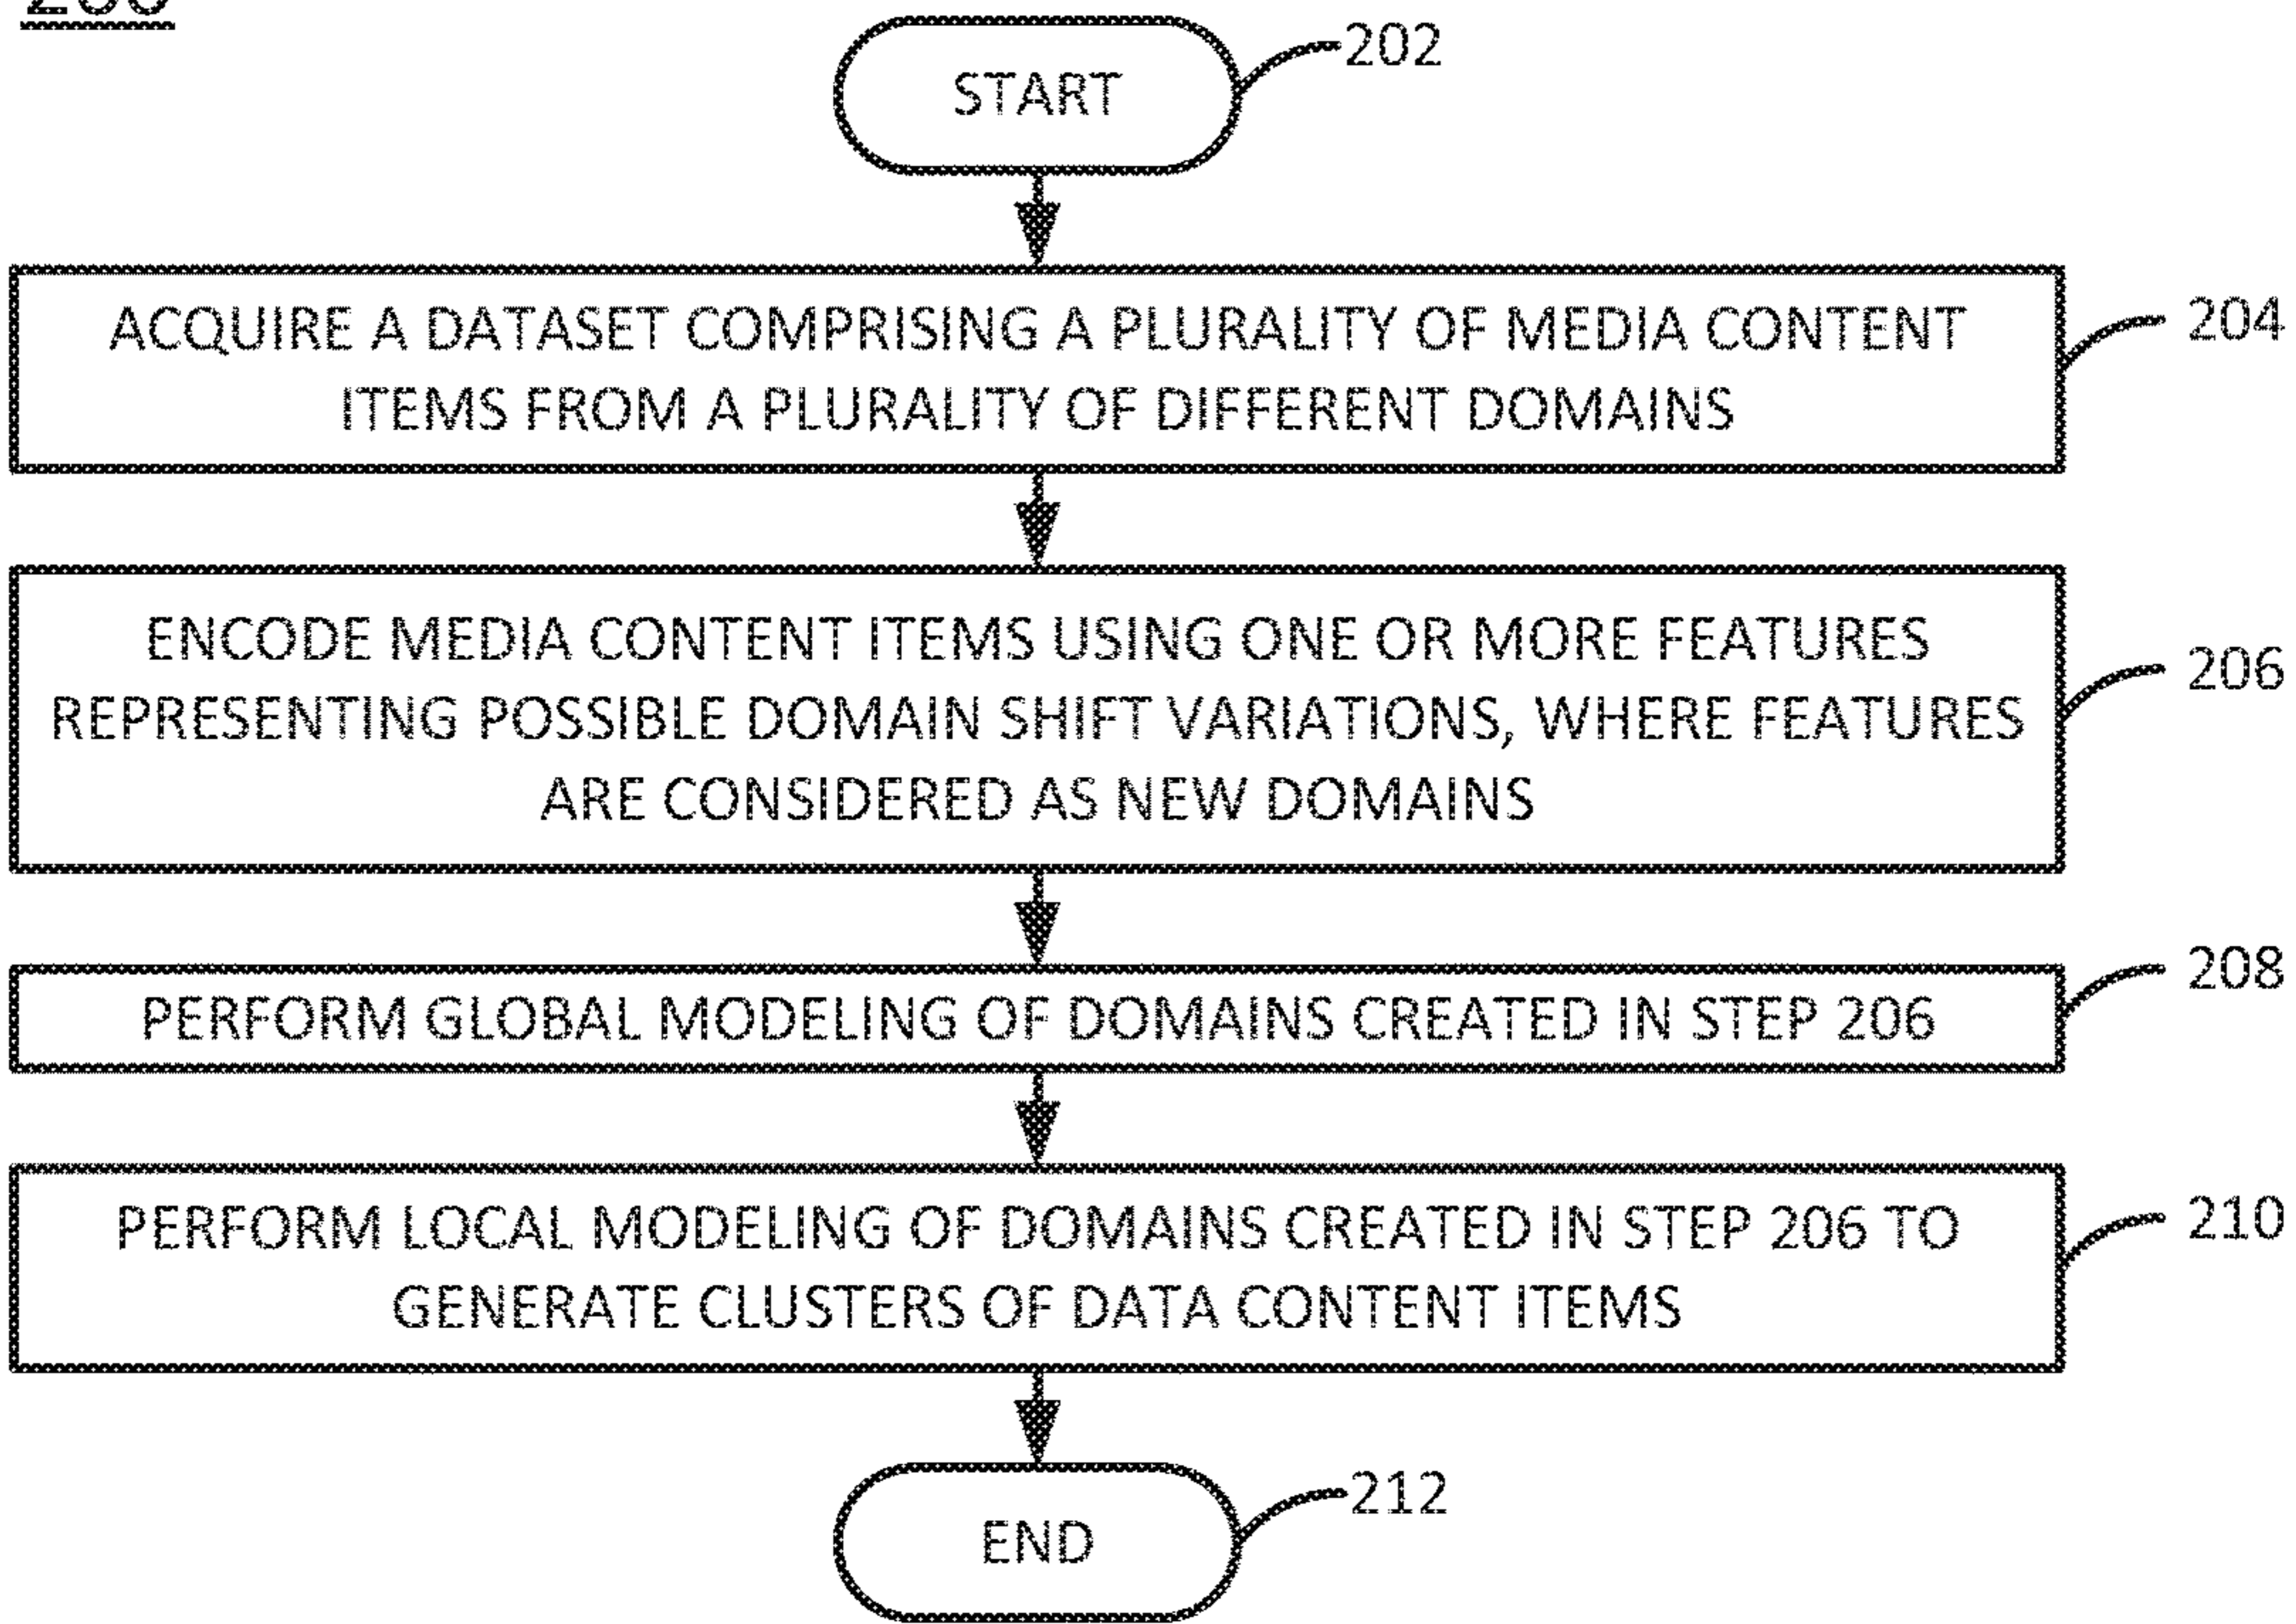 START
202
ACQUIRE A DATASET COMPRISING A PLURALITY OF MEDIA CONTENT
ITEMS FROM A PLURALITY OF DIFFERENT DOMAINS
204
ENCODE MEDIA CONTENT ITEMS USING ONE OR MORE FEATURES
REPRESENTING POSSIBLE DOMAIN SHIFT VARIATIONS, WHERE FEATURES
ARE CONSIDERED AS NEW DOMAINS
206
PERFORM GLOBAL MODELING OF DOMAINS CREATED IN STEP 206
208
PERFORM LOCAL MODELING OF DOMAINS CREATED IN STEP 206 TO
GENERATE CLUSTERS OF DATA CONTENT ITEMS
210
END
212